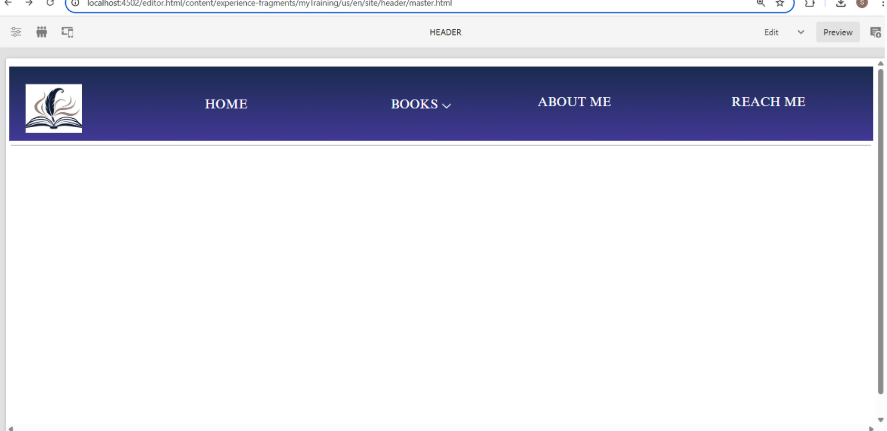 localhost:4502/editor.html/content/experience-fragments/myTraining/us/en/site/header/master.html
HEADER
Edit
Preview
HOME
BOOKS
ABOUT ME
REACH ME